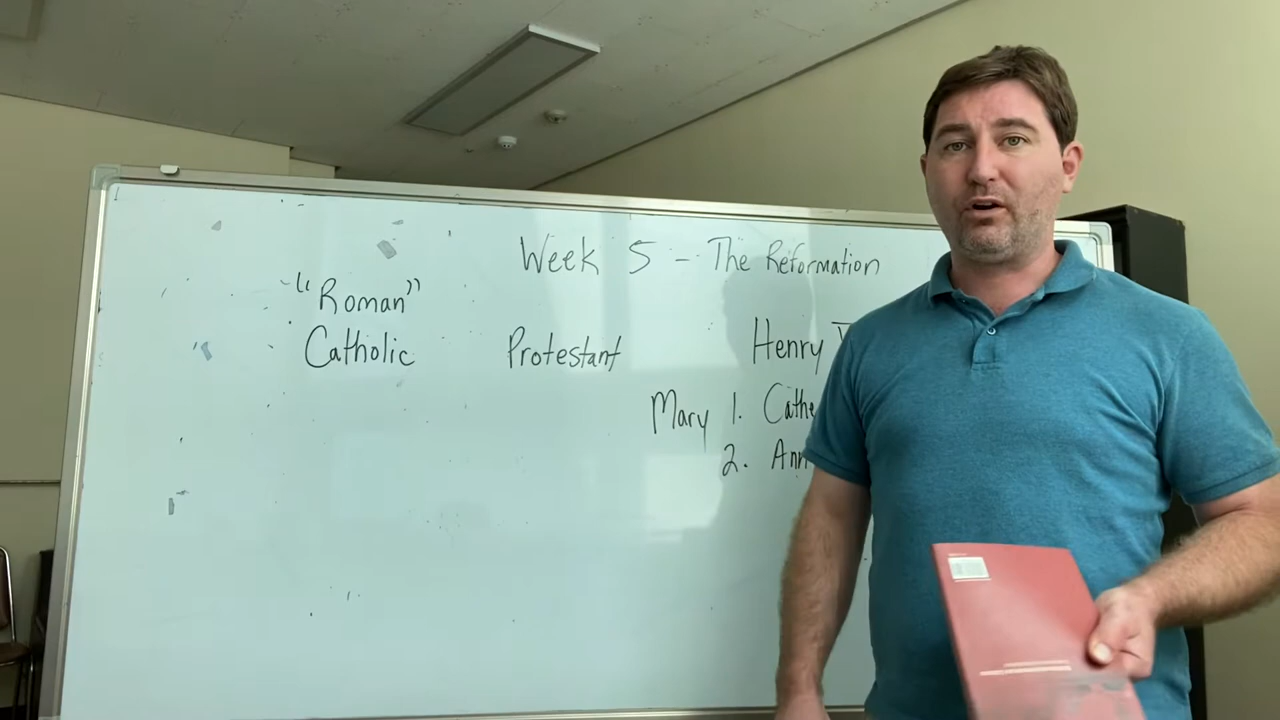 Week 5 - The Reformation
"Roman"
Catholic
Protestant
Henry
Mary 1.
2.